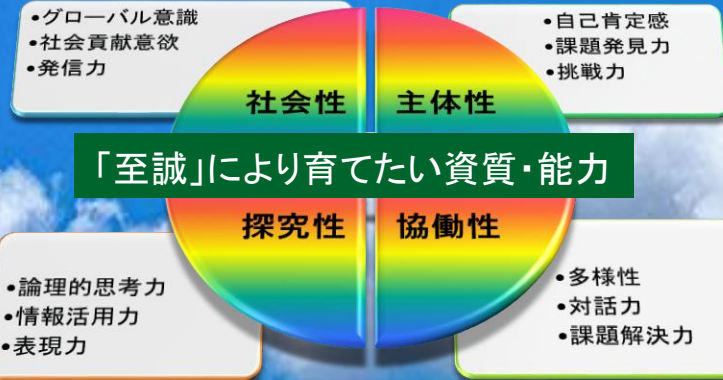 •グローバル意識
•社会貢献意欲
•発信力
•自己肯定感
•課題発見力
•挑戦力
社会性
主体性
「至誠」により育てたい資質・能力
探究性
協働性
•論理的思考力
•情報活用力
•表現力
•多様性
•対話力
•課題解決力